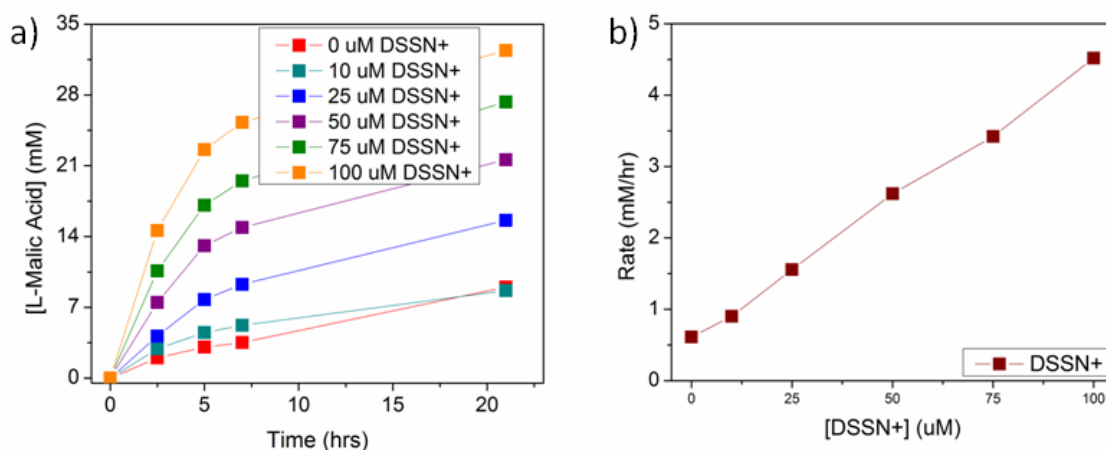 a)
35
28
21
14
7
0
[L-Malic Acid] (mM)
0 uM DSSN+
10 uM DSSN+
25 uM DSSN+
50 uM DSSN+
75 uM DSSN+
100 uM DSSN+
0 5 10 15 20
Time (hrs)
b)
5
4
3
2
1
0
Rate (mM/hr)
DSSN+
0 25 50 75 100
[DSSN+] (uM)